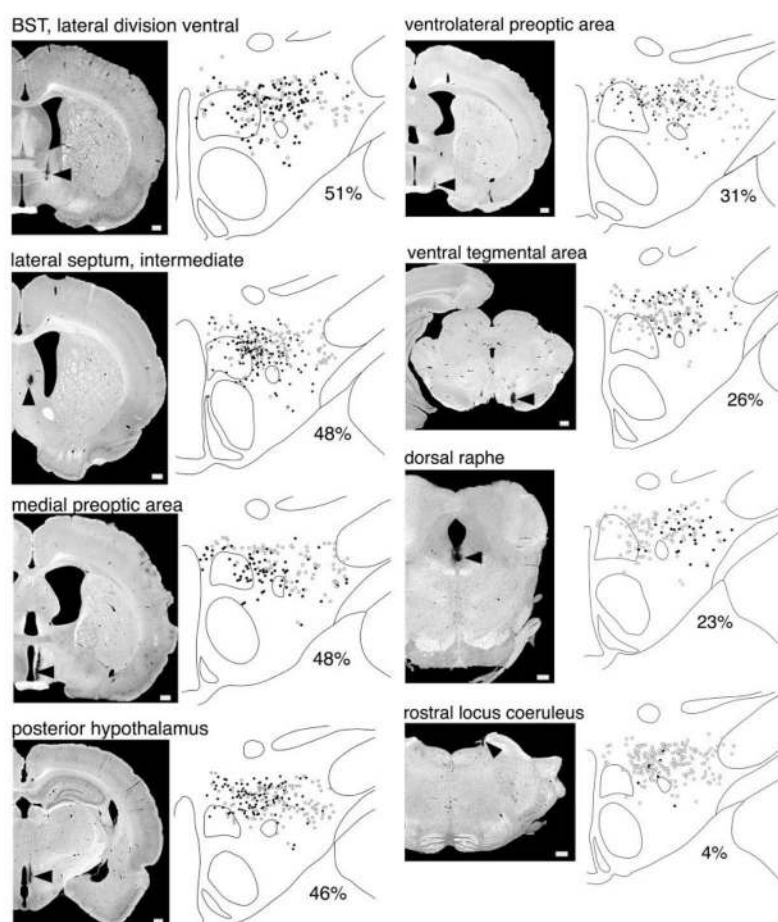 BST, lateral division ventral
51%
lateral septum, intermediate
48%
medial preoptic area
48%
posterior hypothalamus
46%
ventrolateral preoptic area
31%
ventral tegmental area
26%
dorsal raphe
23%
rostral locus coeruleus
4%